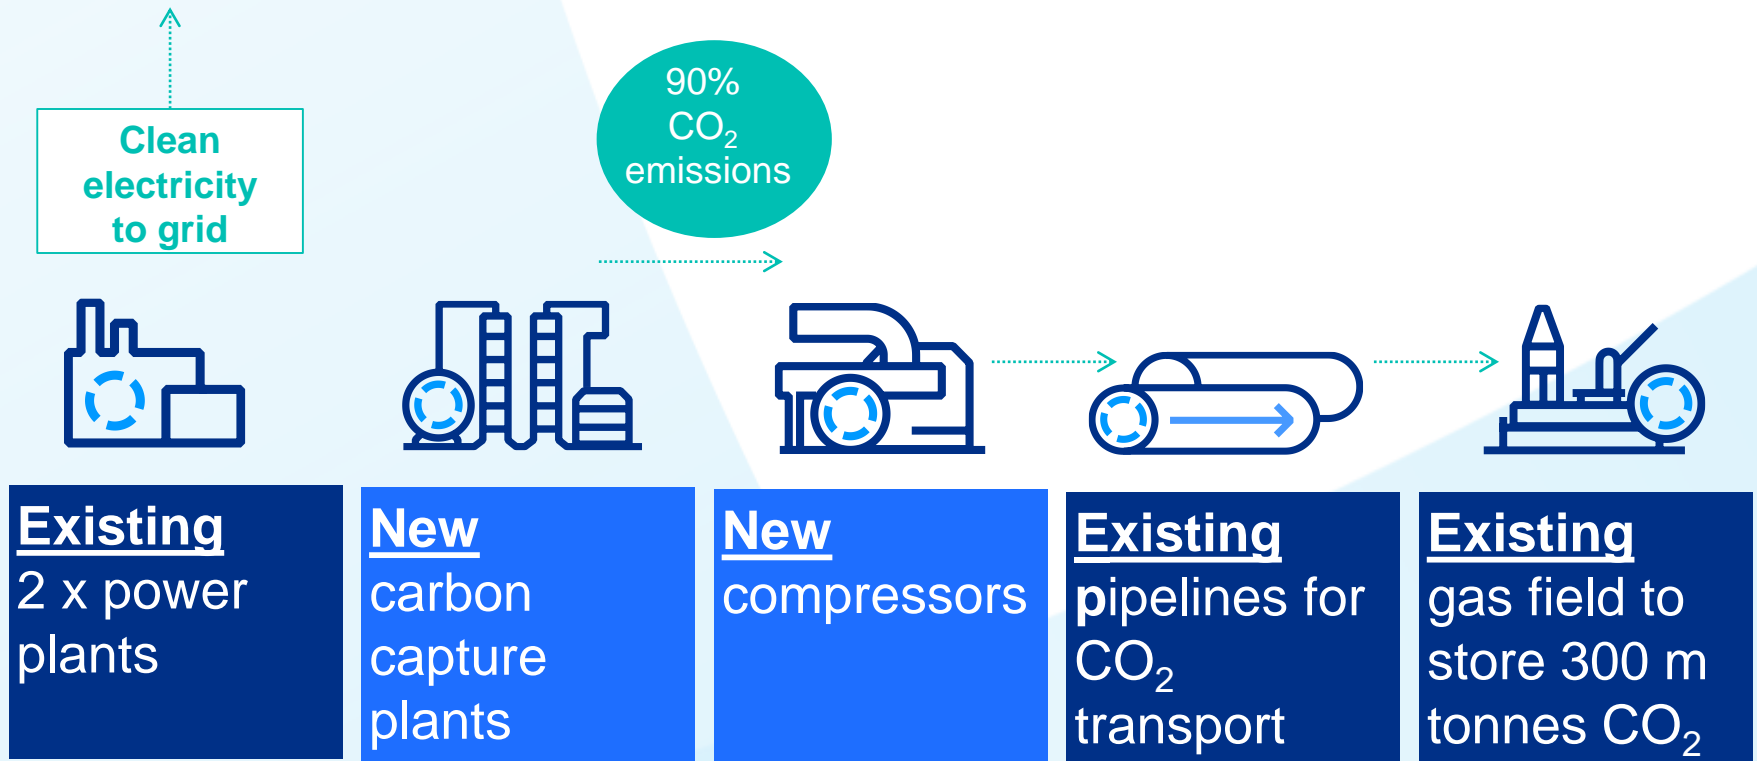 Clean
electricity
to grid
90%
CO₂
emissions
Existing
2 x power
plants
New
carbon
capture
plants
New
compressors
Existing
pipelines for
CO₂
transport
Existing
gas field to
store 300 m
tonnes CO₂